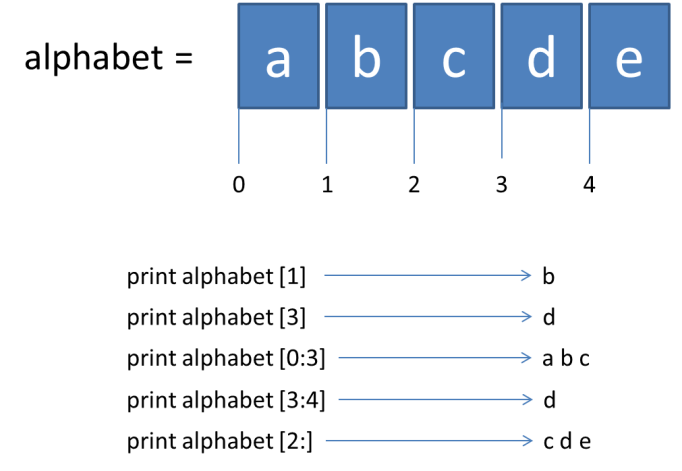 alphabet = a b c d e
0 1 2 3 4
print alphabet [1] b
print alphabet [3] d
print alphabet [0:3] a b c
print alphabet [3:4] d
print alphabet [2:] c d e